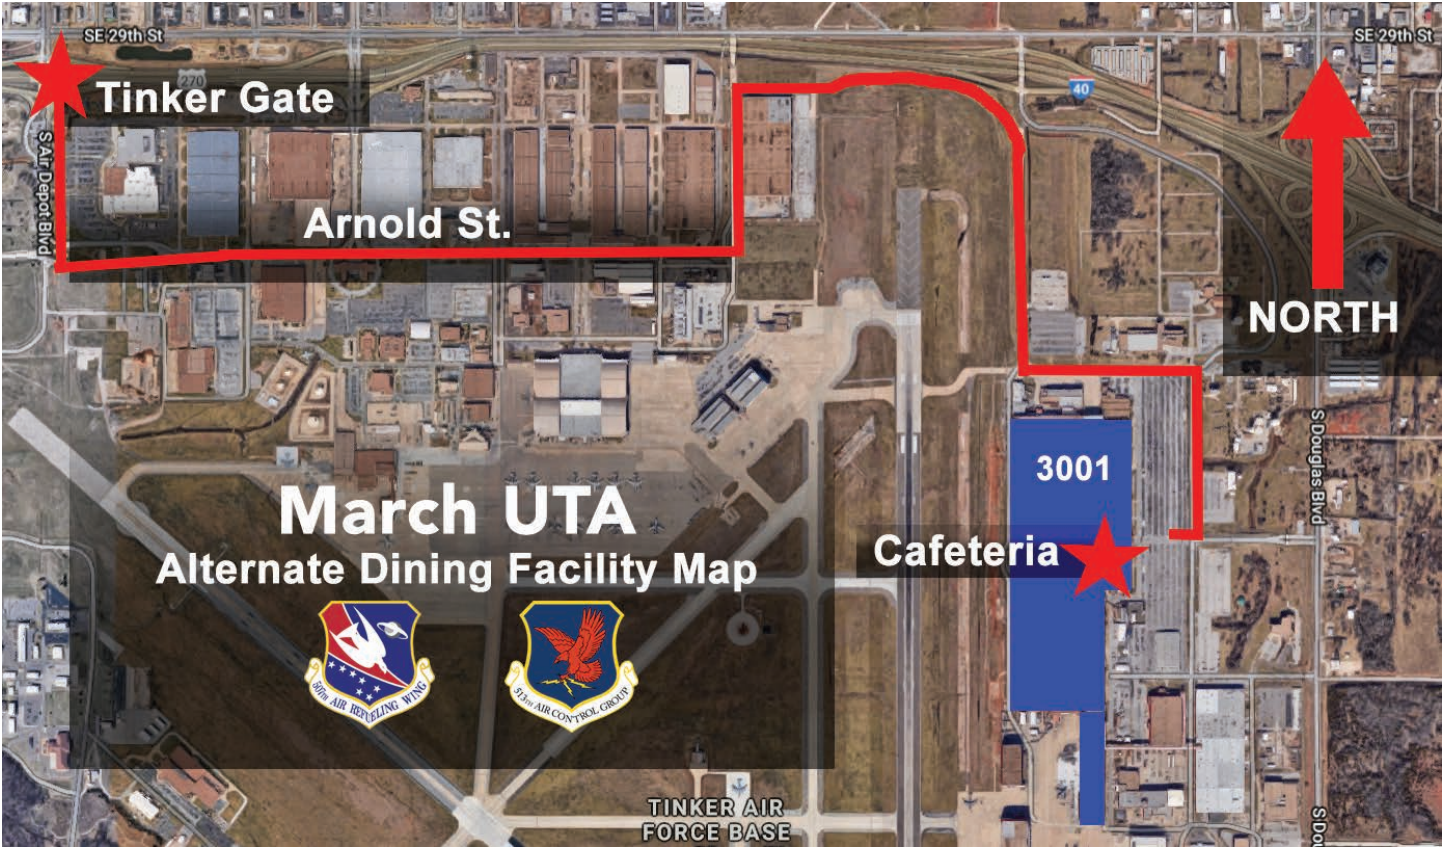 SE 29th St
SE 29th St
270
Tinker Gate
40
S Air Depot Blvd
Arnold St.
NORTH
3001
S Douglas Blvd
March UTA
Cafeteria
Alternate Dining Facility Map
507TH AIR REFUELING WING
513TH AIR CONTROL GROUP
TINKER AIR
FORCE BASE
S Dou